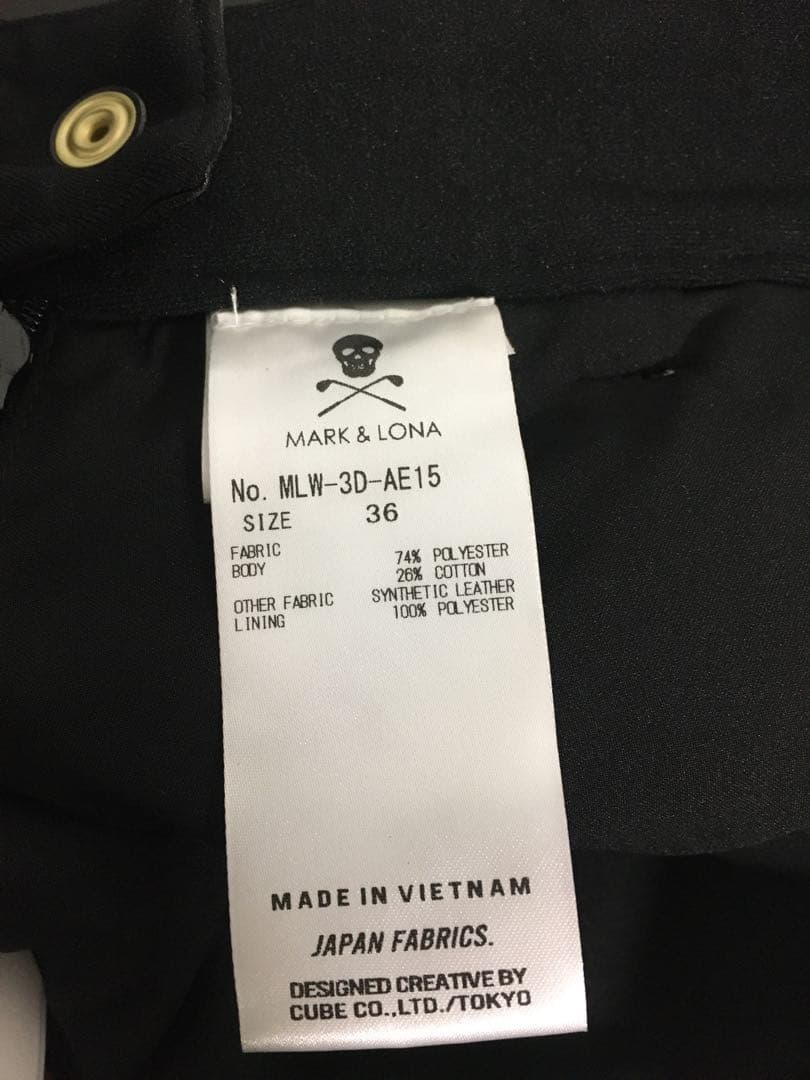 MARK & LONA
No. MLW-3D-AE15
SIZE 36
FABRIC
BODY 74% POLYESTER
26% COTTON
OTHER FABRIC SYNTHETIC LEATHER
LINING 100% POLYESTER
MADE IN VIETNAM
JAPAN FABRICS.
DESIGNED CREATIVE BY
CUBE CO.,LTD./TOKYO